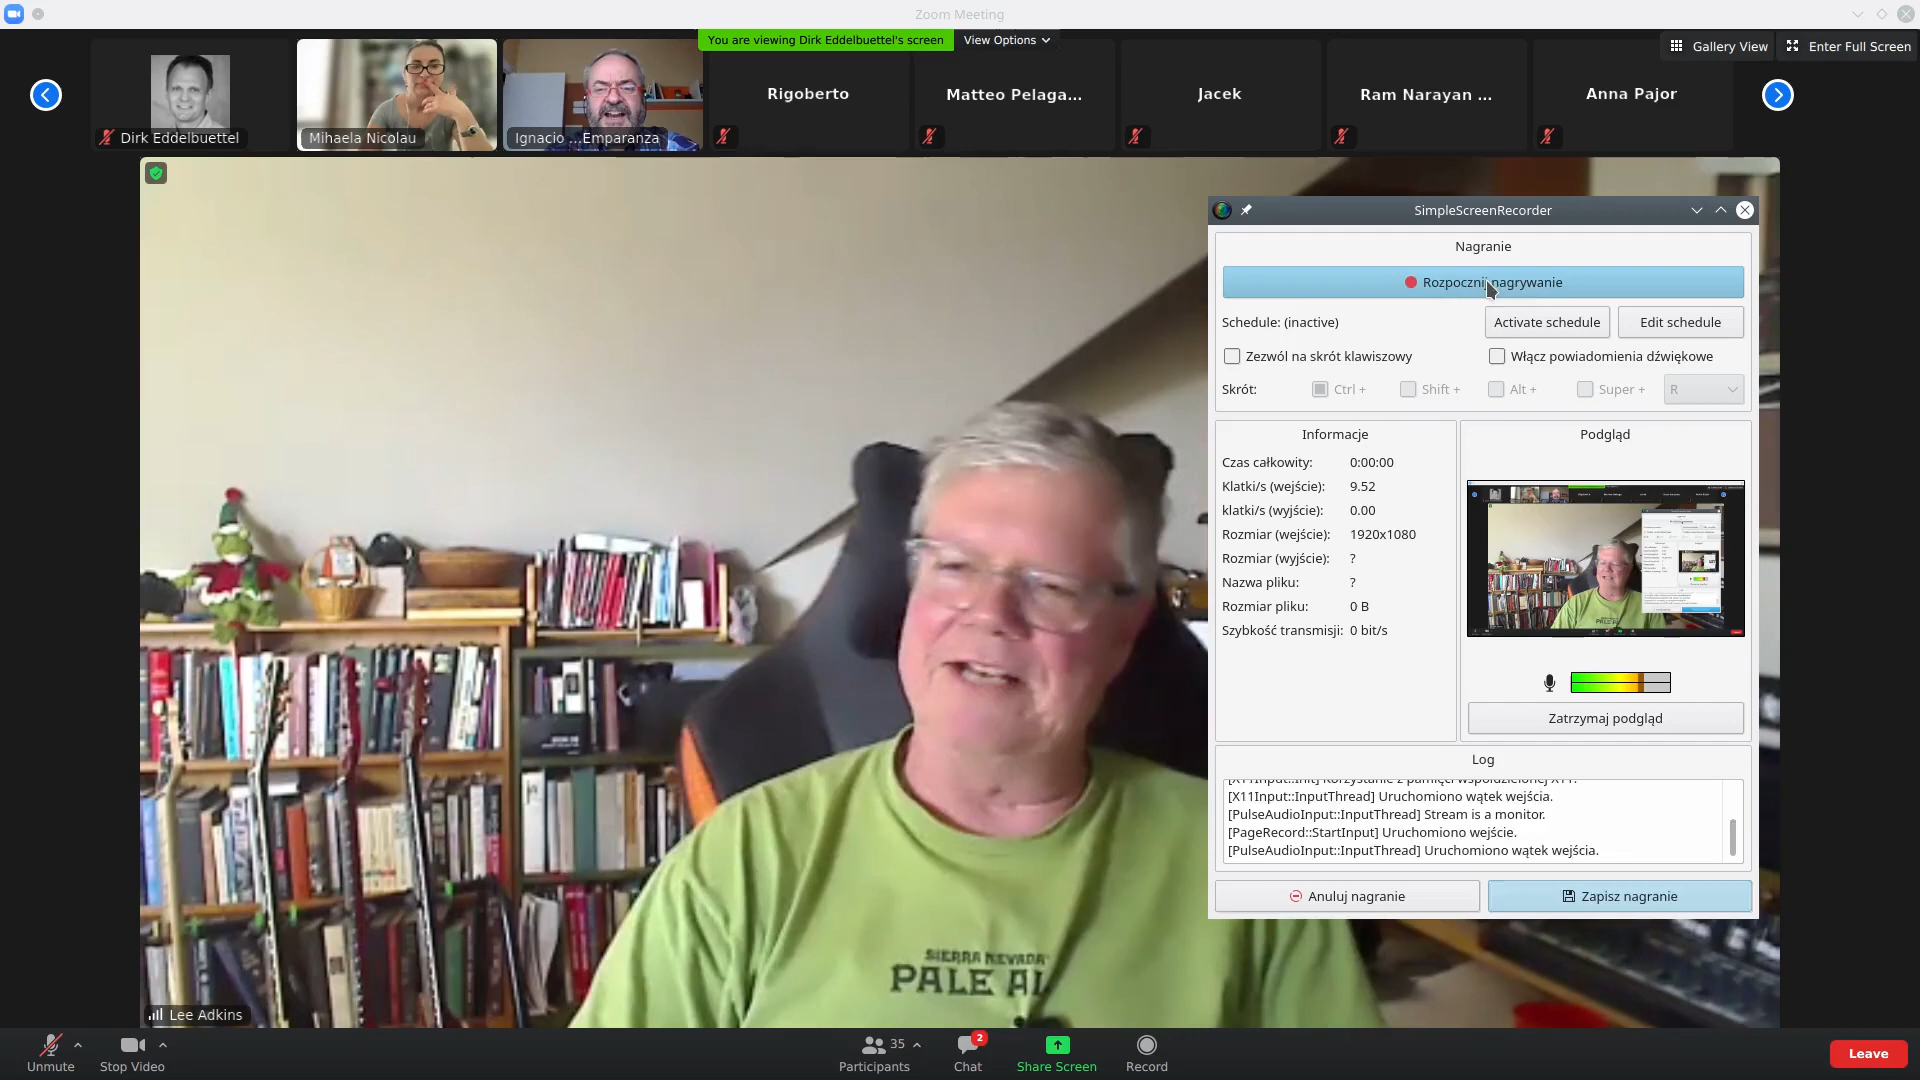 Zoom Meeting
You are viewing Dirk Eddelbuettel's screen
View Options
Gallery View
Enter Full Screen
Dirk Eddelbuettel
Mihaela Nicolau
Ignacio ...Emparanza
Rigoberto
Matteo Pelaga...
Jacek
Ram Narayan ...
Anna Pajor
SimpleScreenRecorder
Nagranie
Rozpocznij nagrywanie
Schedule: (inactive)
Activate schedule
Edit schedule
Zezwól na skrót klawiszowy
Włącz powiadomienia dźwiękowe
Skrót:
Ctrl +
Shift +
Alt +
Super +
R
Informacje
Czas całkowity: 0:00:00
Klatki/s (wejście): 9.52
klatki/s (wyjście): 0.00
Rozmiar (wejście): 1920x1080
Rozmiar (wyjście): ?
Nazwa pliku: ?
Rozmiar pliku: 0 B
Szybkość transmisji: 0 bit/s
Podgląd
Zatrzymaj podgląd
Log
[X11Input::Init] Korzystanie z pamięci współdzielonej X11.
[X11Input::InputThread] Uruchomiono wątek wejścia.
[PulseAudioInput::InputThread] Stream is a monitor.
[PageRecord::StartInput] Uruchomiono wejście.
[PulseAudioInput::InputThread] Uruchomiono wątek wejścia.
Anuluj nagranie
Zapisz nagranie
SIERRA NEVADA
PALE AL
Lee Adkins
Unmute
Stop Video
35
Participants
2
Chat
Share Screen
Record
Leave